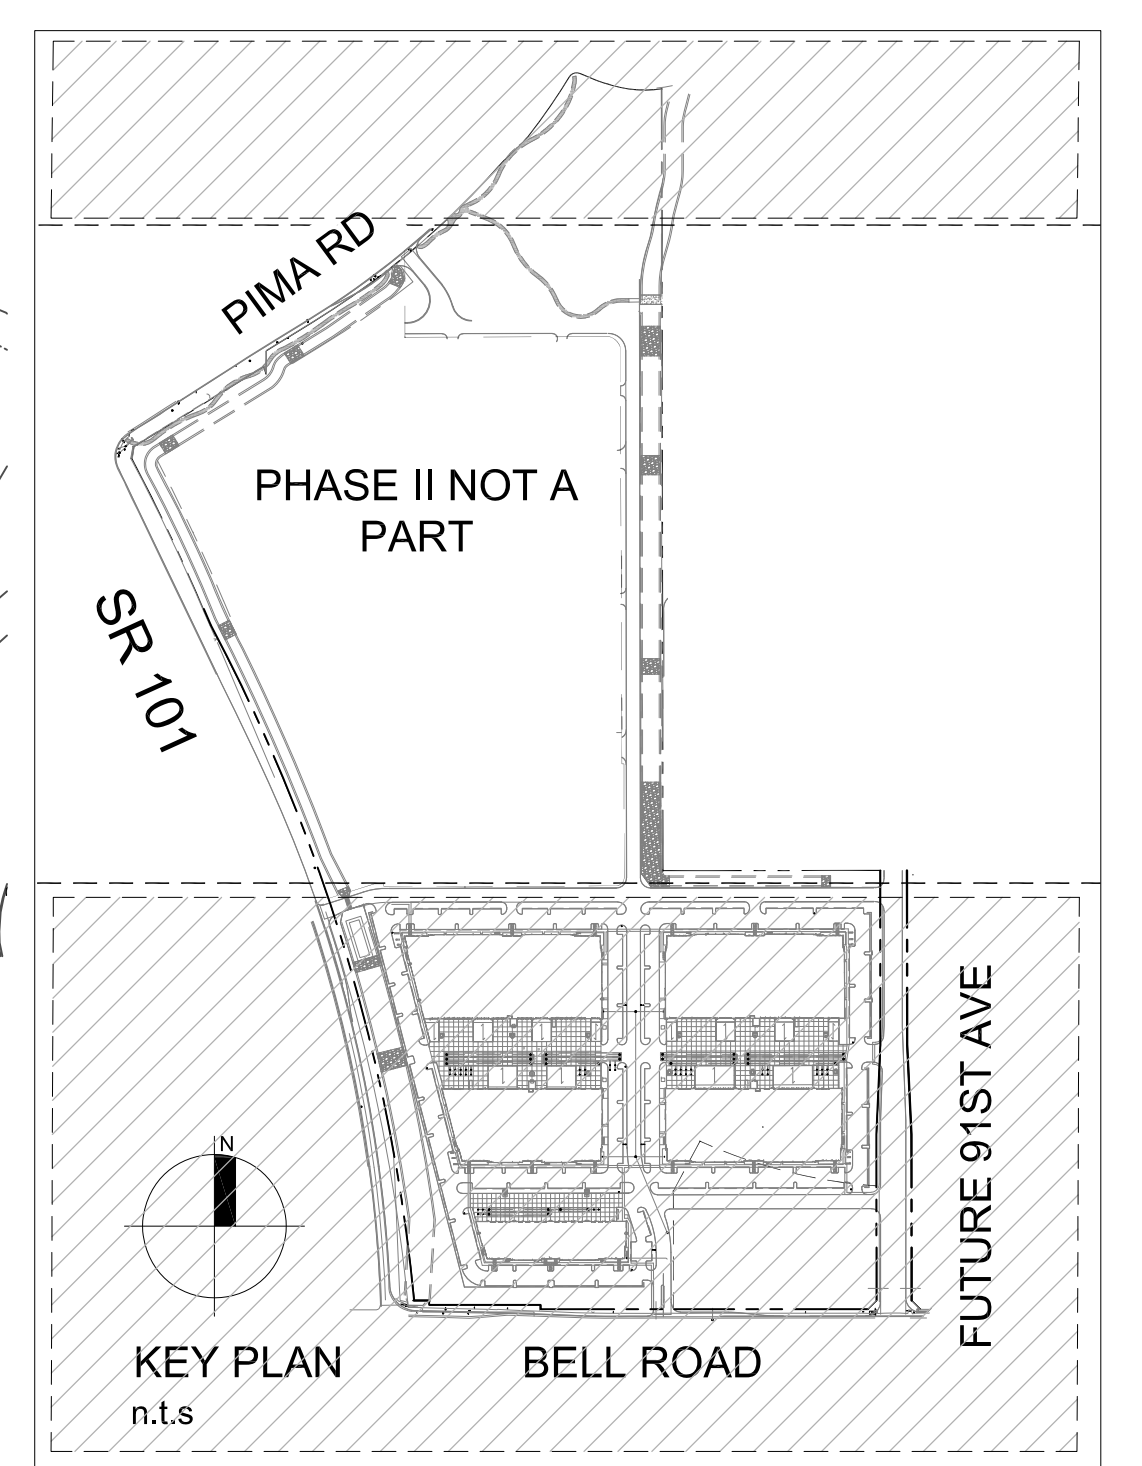 PIMA RD
PHASE II NOT A
PART
SR 101
FUTURE 91ST AVE
N
KEY PLAN
n.t.s
BELL ROAD